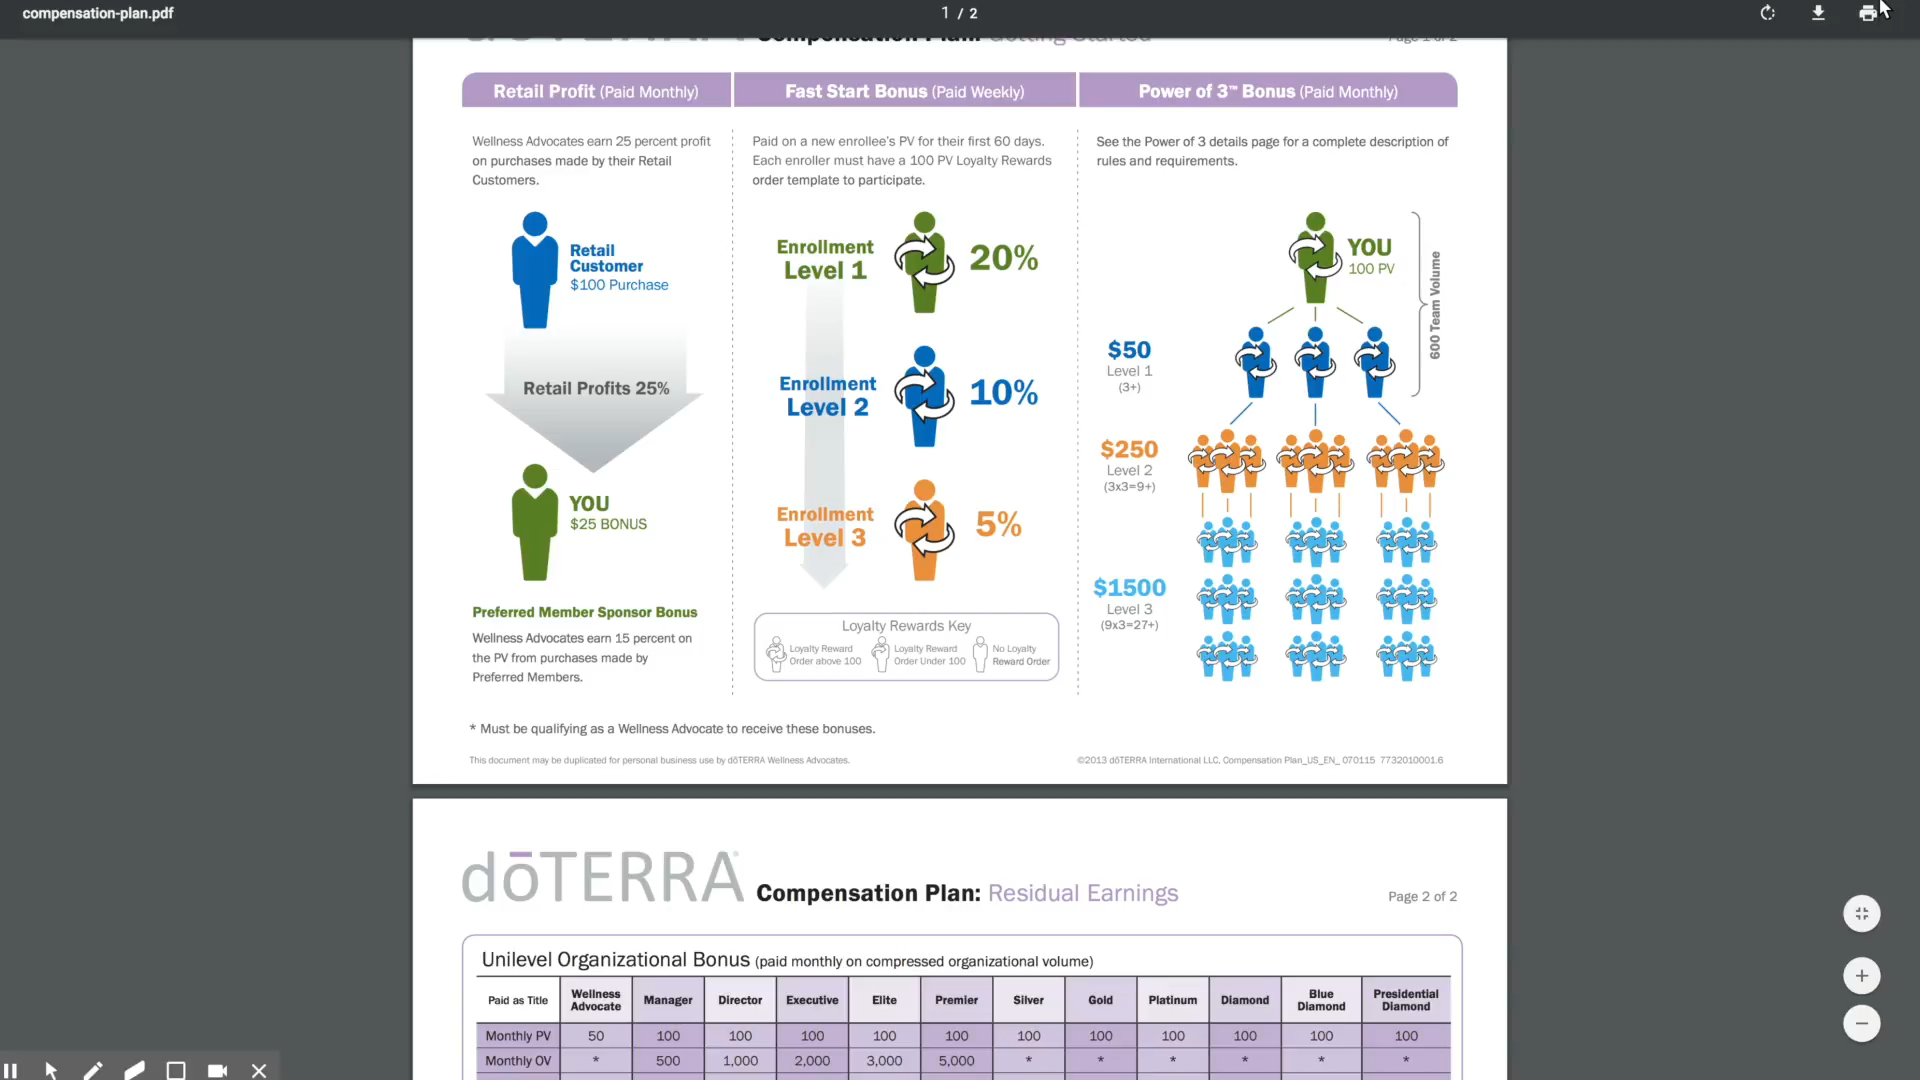 compensation-plan.pdf
1 / 2
Compensation Plan: Getting Started
Page 1 of 2
Retail Profit (Paid Monthly)
Fast Start Bonus (Paid Weekly)
Power of 3™ Bonus (Paid Monthly)
Wellness Advocates earn 25 percent profit
on purchases made by their Retail
Customers.
Paid on a new enrollee's PV for their first 60 days.
Each enroller must have a 100 PV Loyalty Rewards
order template to participate.
See the Power of 3 details page for a complete description of
rules and requirements.
Retail
Customer
$100 Purchase
Retail Profits 25%
YOU
$25 BONUS
Preferred Member Sponsor Bonus
Wellness Advocates earn 15 percent on
the PV from purchases made by
Preferred Members.
Enrollment
Level 1
20%
Enrollment
Level 2
10%
Enrollment
Level 3
5%
Loyalty Rewards Key
Loyalty Reward
Order above 100
Loyalty Reward
Order Under 100
No Loyalty
Reward Order
YOU
100 PV
600 Team Volume
$50
Level 1
(3+)
$250
Level 2
(3x3=9+)
$1500
Level 3
(9x3=27+)
* Must be qualifying as a Wellness Advocate to receive these bonuses.
This document may be duplicated for personal business use by dōTERRA Wellness Advocates.
©2013 dōTERRA International LLC, Compensation Plan_US_EN_ 070115 7732010001.6
dōTERRA® Compensation Plan: Residual Earnings
Page 2 of 2
Unilevel Organizational Bonus (paid monthly on compressed organizational volume)
Paid as Title Wellness Advocate Manager Director Executive Elite Premier Silver Gold Platinum Diamond Blue Diamond Presidential Diamond
Monthly PV 50 100 100 100 100 100 100 100 100 100 100 100
Monthly OV * 500 1,000 2,000 3,000 5,000 * * * * * *